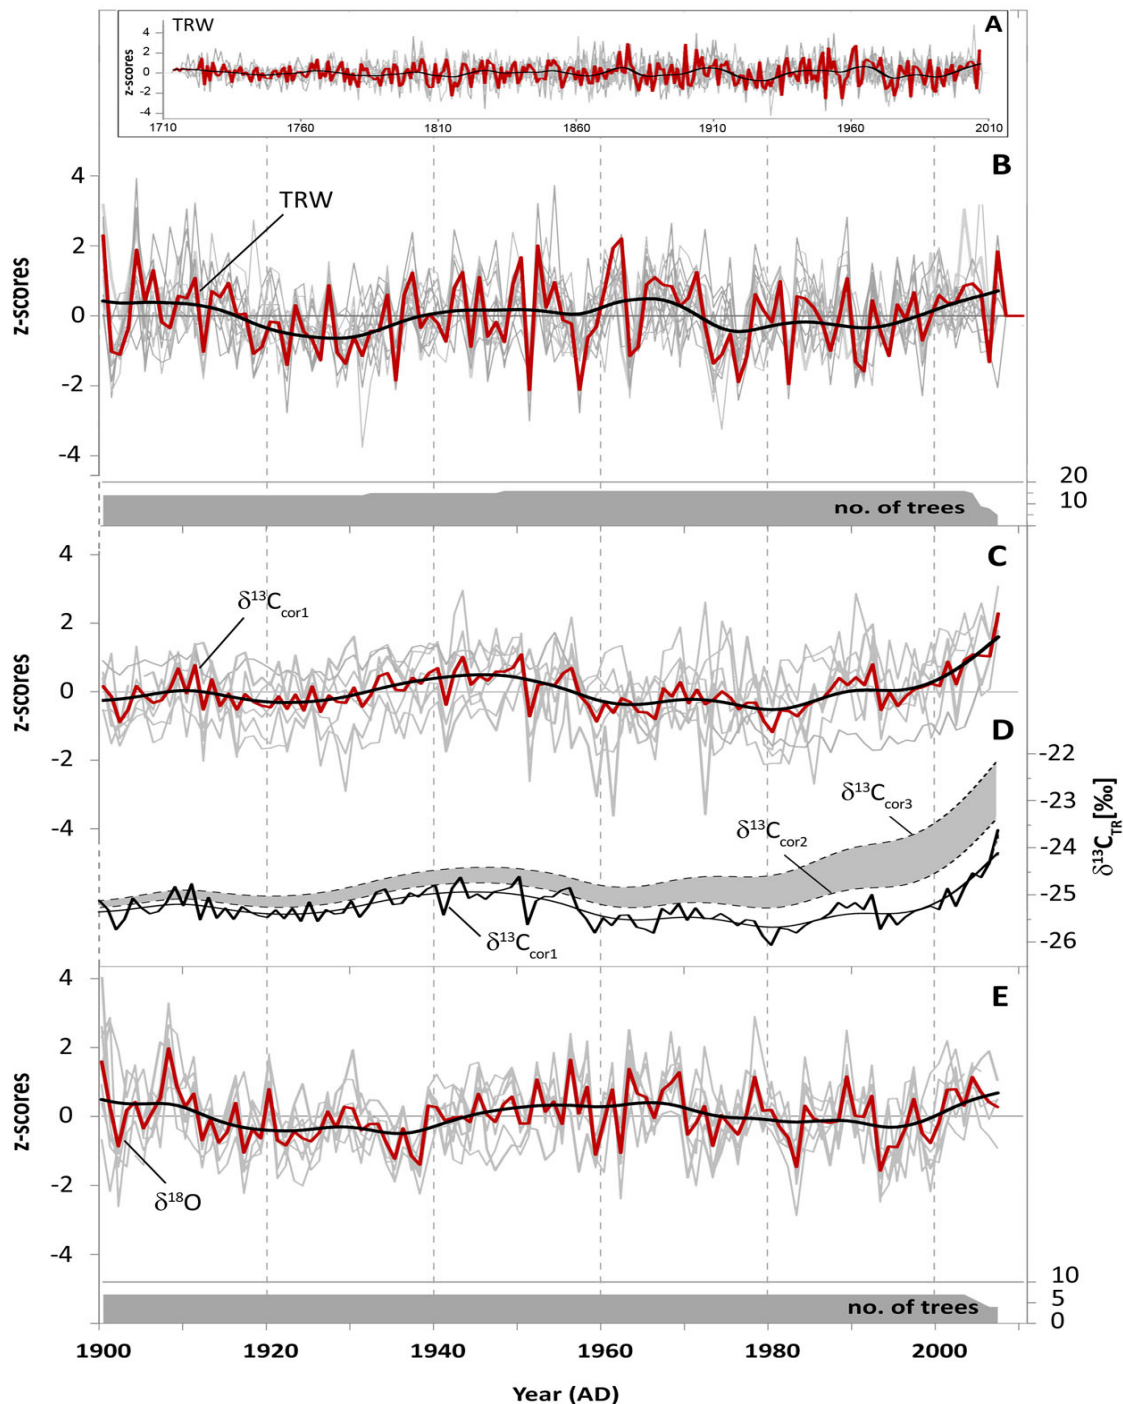 TRW
A
z-scores
4
2
0
-2
-4
1710 1760 1810 1860 1910 1960 2010
B
TRW
z-scores
4
2
0
-2
-4
20
10
no. of trees
C
δ¹³Ccor1
z-scores
4
2
0
-2
-4
D
δ¹³Ccor3
δ¹³Ccor2
δ¹³Ccor1
-22
-23
-24
-25
-26
δ¹³CTR[‰]
E
δ¹⁸O
z-scores
4
2
0
-2
-4
10
5
0
no. of trees
1900 1920 1940 1960 1980 2000
Year (AD)